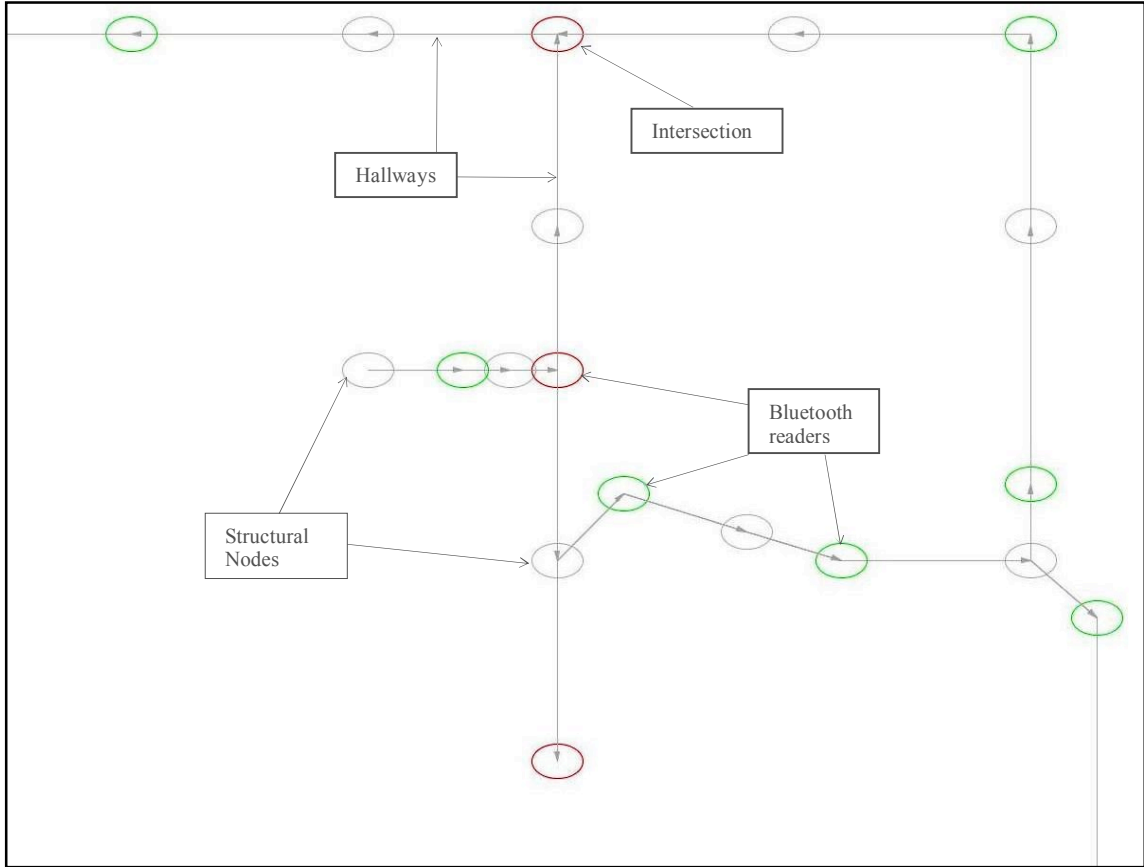 Intersection
Hallways
Bluetooth
readers
Structural
Nodes